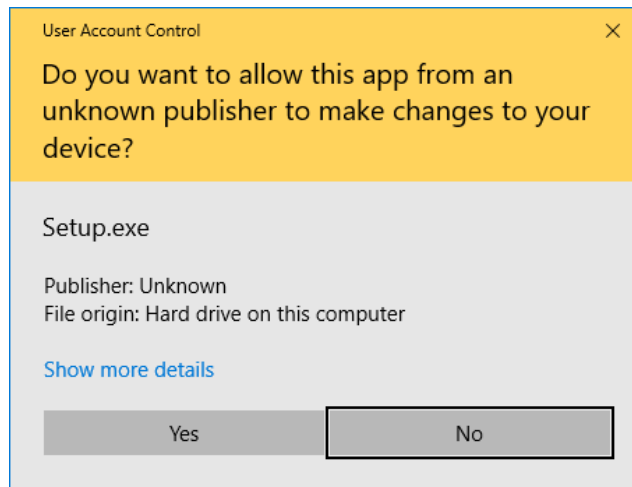 User Account Control
Do you want to allow this app from an
unknown publisher to make changes to your
device?
Setup.exe
Publisher: Unknown
File origin: Hard drive on this computer
Show more details
Yes
No